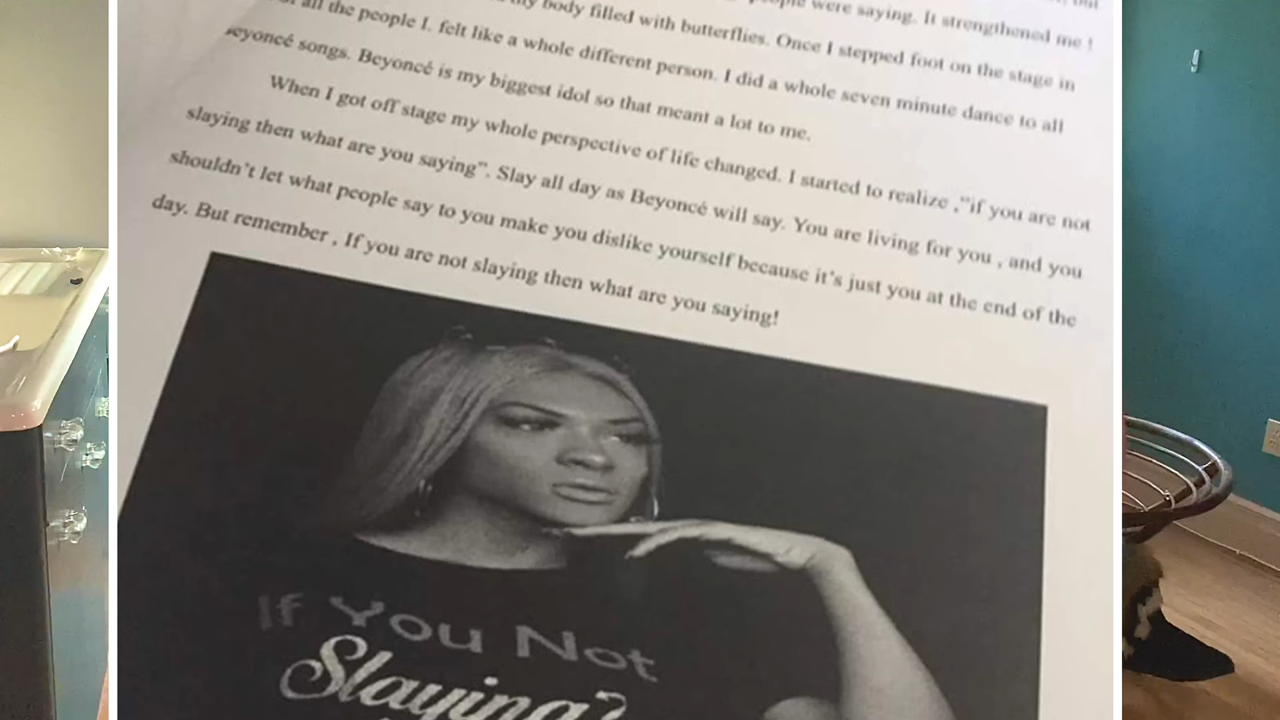 people were saying. It strengthened me !
my body filled with butterflies. Once I stepped foot on the stage in
all the people I. felt like a whole different person. I did a whole seven minute dance to all
songs. Beyoncé is my biggest idol so that meant a lot to me.
When I got off stage my whole perspective of life changed. I started to realize ,"if you are not
slaying then what are you saying". Slay all day as Beyoncé will say. You are living for you , and you
shouldn't let what people say to you make you dislike yourself because it's just you at the end of the
day. But remember , If you are not slaying then what are you saying!
If You Not
Slaying?